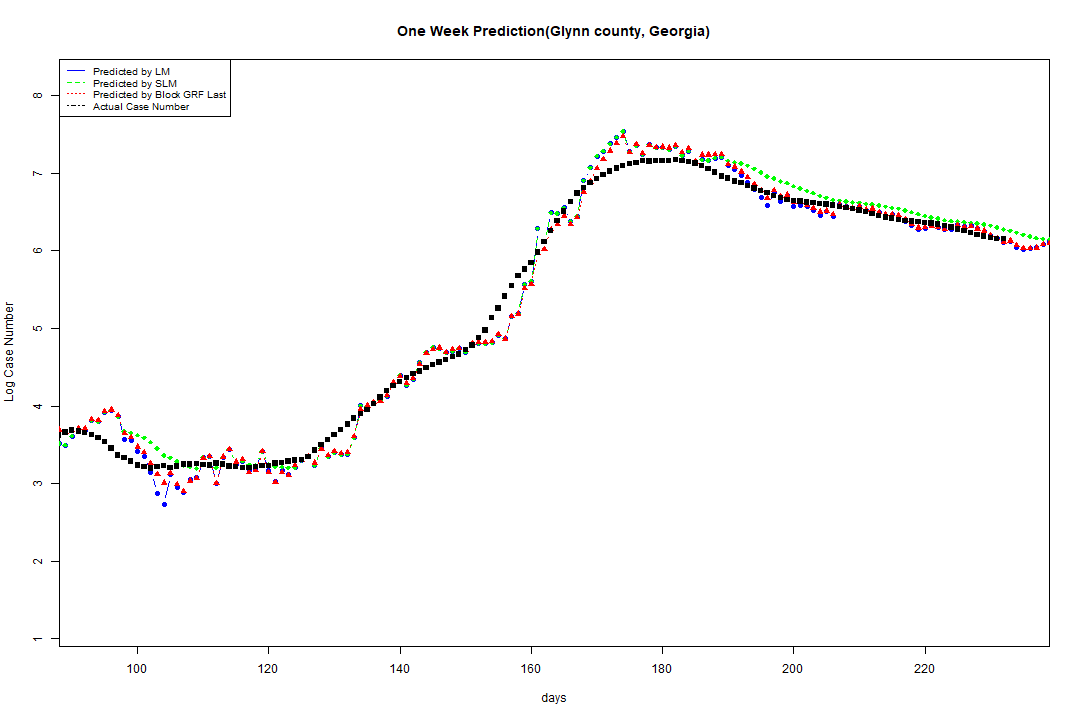 One Week Prediction(Glynn county, Georgia)
Predicted by LM
Predicted by SLM
Predicted by Block GRF Last
Actual Case Number
8
7
6
5
4
3
2
1
Log Case Number
100 120 140 160 180 200 220
days